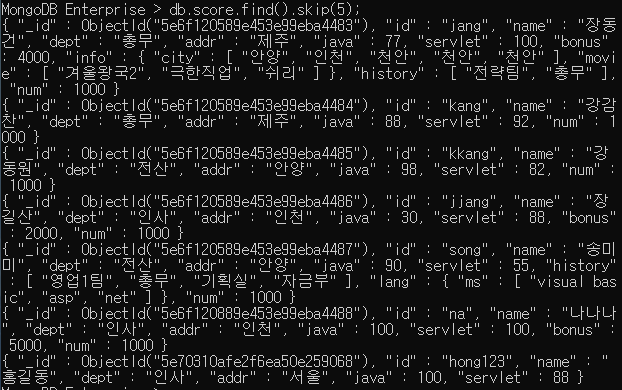 MongoDB Enterprise > db.score.find().skip(5);
{ "_id" : ObjectId("5e6f120589e453e99eba4483"), "id" : "jang", "name" : "장동
건", "dept" : "총무", "addr" : "제주", "java" : 77, "servlet" : 100, "bonus"
: 4000, "info" : { "city" : [ "안양", "인천", "천안", "천안", "천안" ], "movi
e" : [ "겨울왕국2", "극한직업", "쉬리" ] }, "history" : [ "전략팀", "총무" ],
"num" : 1000 }
{ "_id" : ObjectId("5e6f120589e453e99eba4484"), "id" : "kang", "name" : "강감
찬", "dept" : "총무", "addr" : "제주", "java" : 88, "servlet" : 92, "num" : 1
000 }
{ "_id" : ObjectId("5e6f120589e453e99eba4485"), "id" : "kkang", "name" : "강
동원", "dept" : "전산", "addr" : "안양", "java" : 98, "servlet" : 82, "num" :
1000 }
{ "_id" : ObjectId("5e6f120589e453e99eba4486"), "id" : "jjang", "name" : "장
길산", "dept" : "인사", "addr" : "인천", "java" : 30, "servlet" : 88, "bonus"
: 2000, "num" : 1000 }
{ "_id" : ObjectId("5e6f120589e453e99eba4487"), "id" : "song", "name" : "송미
미", "dept" : "전산", "addr" : "안양", "java" : 90, "servlet" : 55, "history"
: [ "영업1팀", "총무", "기획실", "자금부" ], "lang" : { "ms" : [ "visual bas
ic", "asp", "net" ] }, "num" : 1000 }
{ "_id" : ObjectId("5e6f120589e453e99eba4488"), "id" : "na", "name" : "나나나
", "dept" : "인사", "addr" : "인천", "java" : 100, "servlet" : 100, "bonus" :
5000, "num" : 1000 }
{ "_id" : ObjectId("5e70310afe2f6ea50e259068"), "id" : "hong123", "name" : "
홍길동", "dept" : "인사", "addr" : "서울", "java" : 100, "servlet" : 88 }